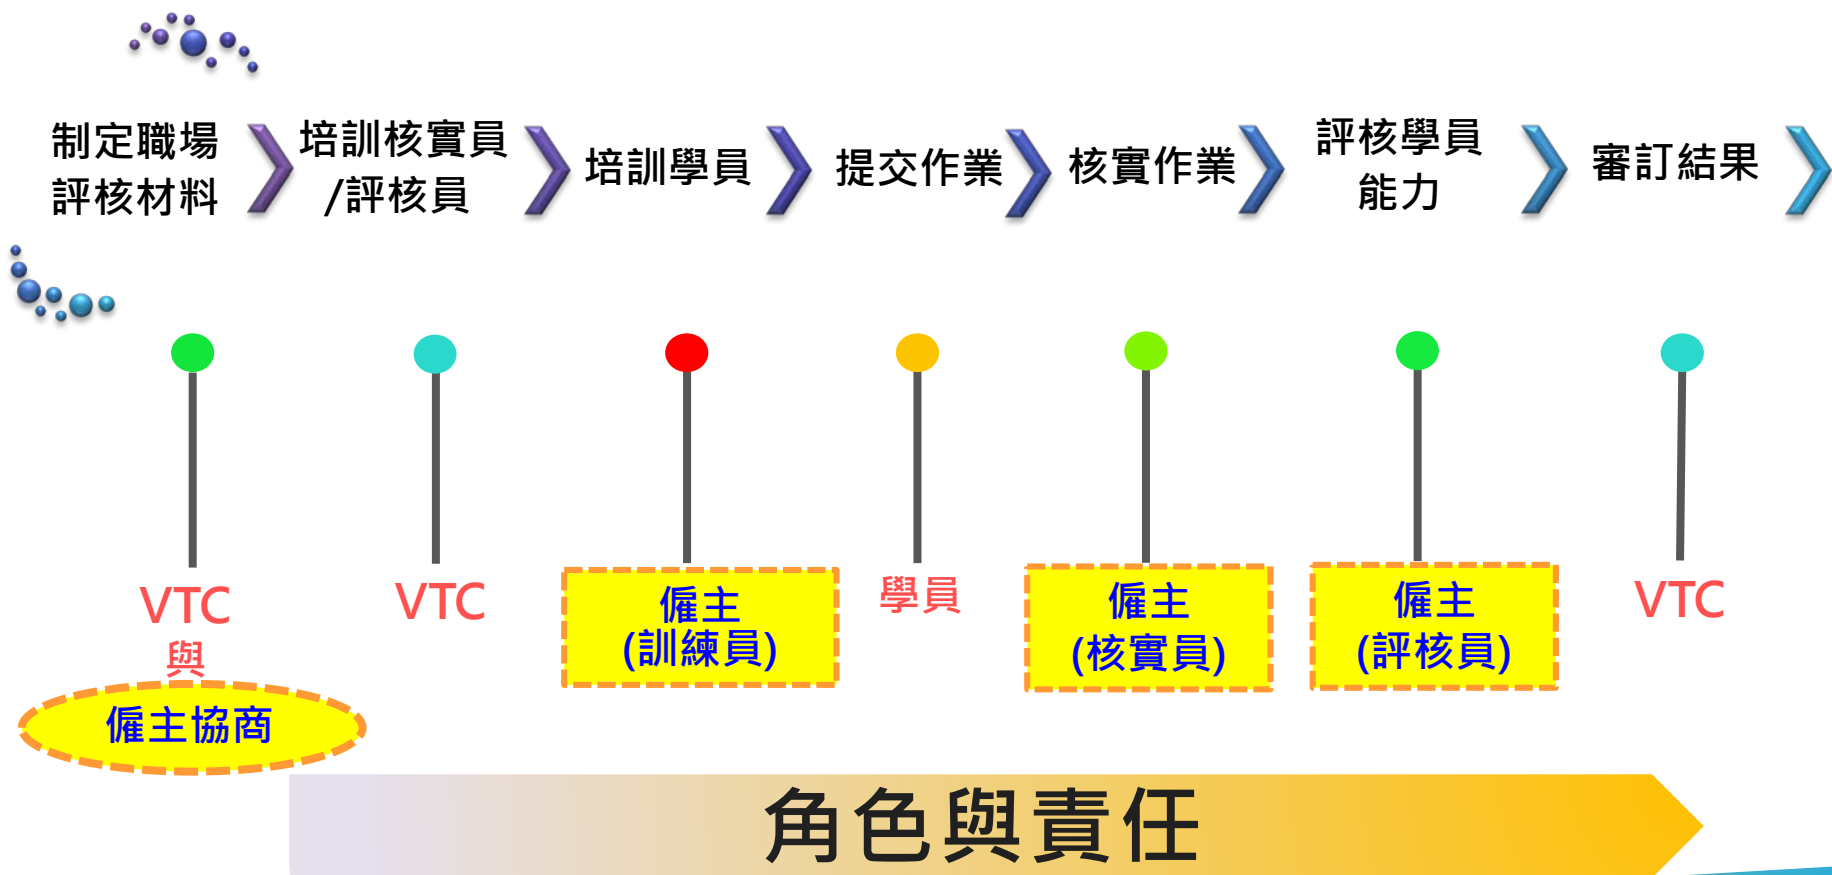 制定職場
評核材料
培訓核實員
/評核員
培訓學員
提交作業
核實作業
評核學員
能力
審訂結果
VTC
與
僱主協商
VTC
僱主
(訓練員)
學員
僱主
(核實員)
僱主
(評核員)
VTC
角色與責任